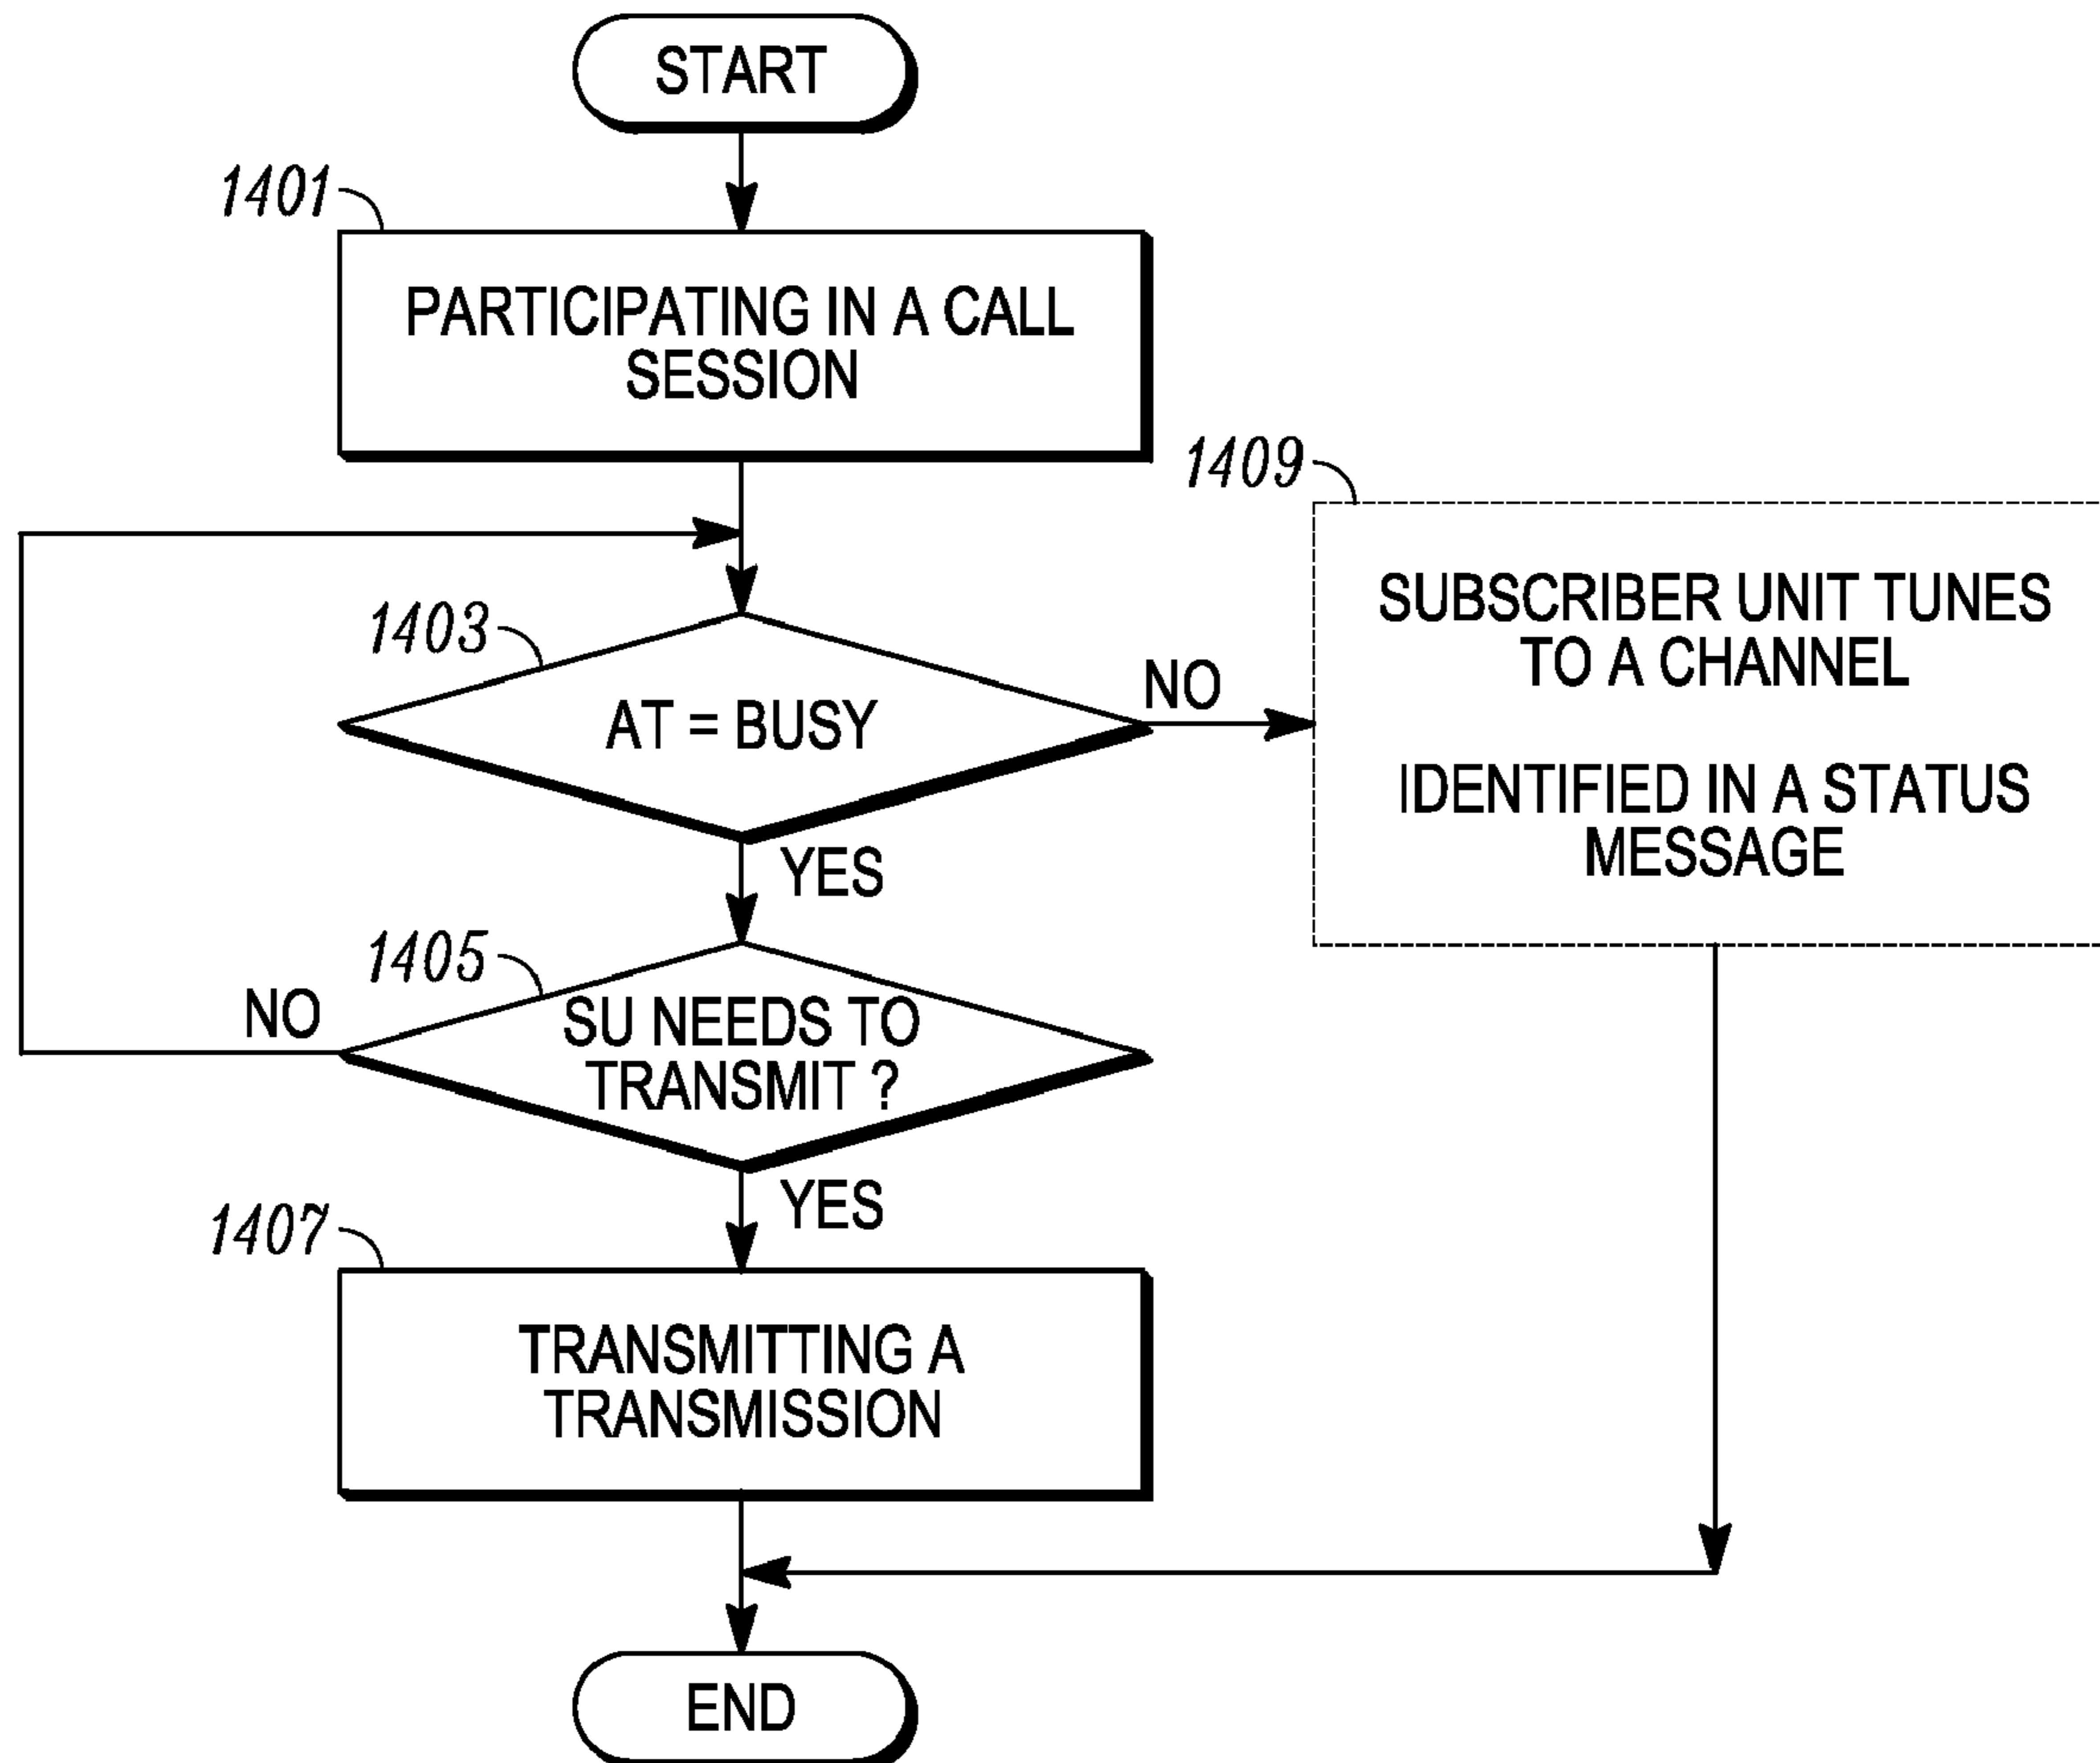 START
1401
PARTICIPATING IN A CALL
SESSION
1403
AT = BUSY
NO
YES
1409
SUBSCRIBER UNIT TUNES
TO A CHANNEL
IDENTIFIED IN A STATUS
MESSAGE
1405
SU NEEDS TO
TRANSMIT ?
NO
YES
1407
TRANSMITTING A
TRANSMISSION
END